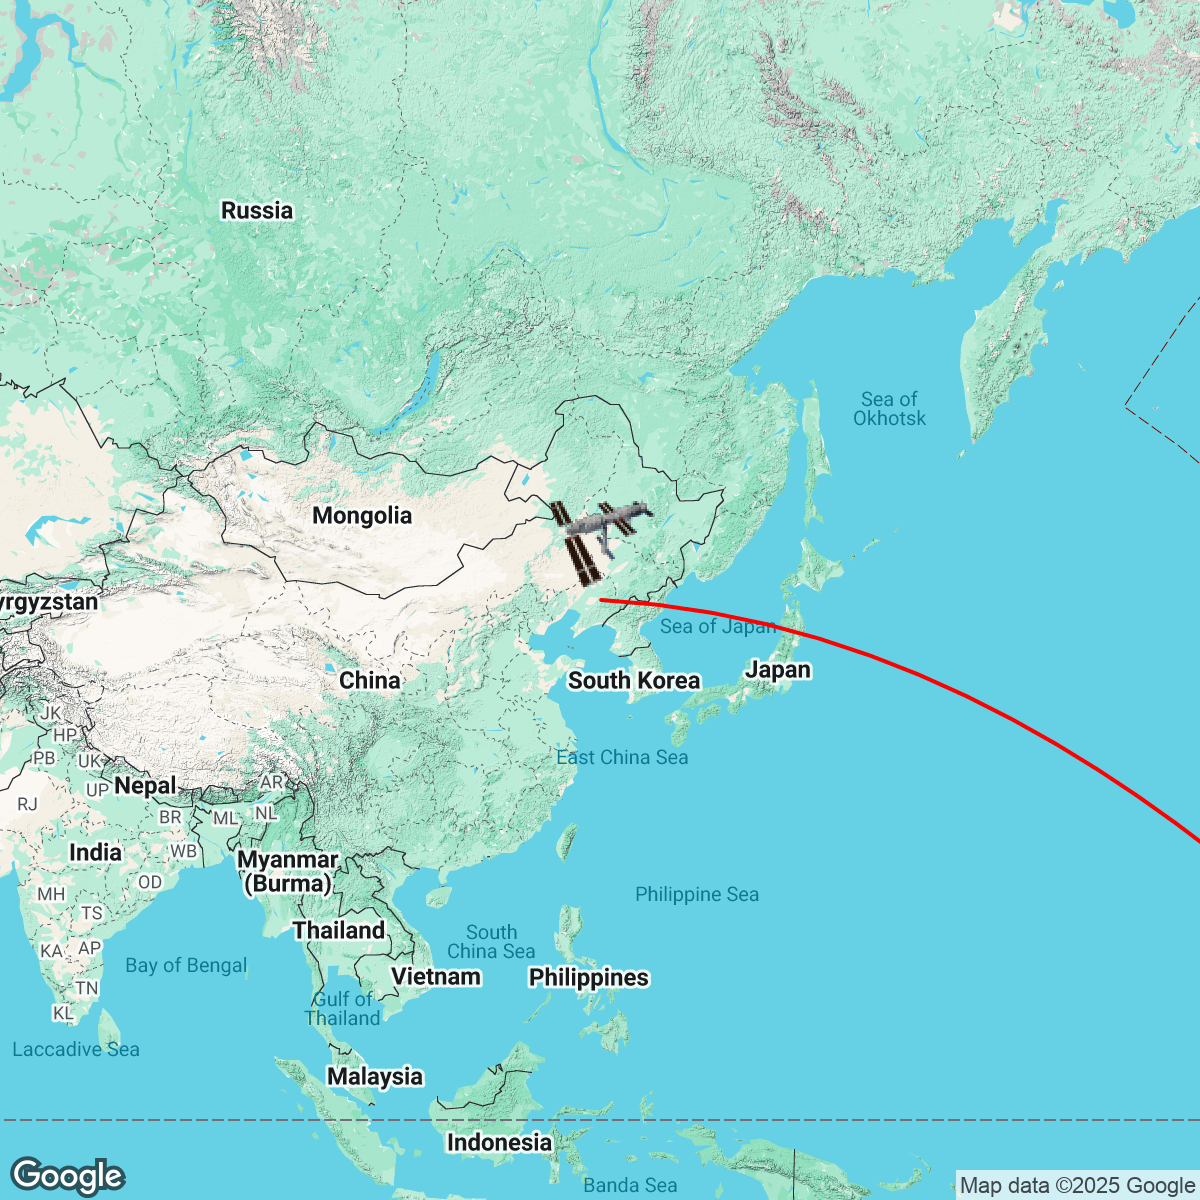 Russia
Sea of
Okhotsk
Mongolia
yrgyzstan
Sea of Japan
Japan
China
South Korea
JK
HP
PB
UK
East China Sea
Nepal
AR
UP
RJ
BR
ML
NL
India
WB
Myanmar
(Burma)
OD
MH
Philippine Sea
TS
Thailand
South
China Sea
KA
AP
Bay of Bengal
Vietnam
Philippines
TN
Gulf of
Thailand
KL
Laccadive Sea
Malaysia
Indonesia
Banda Sea
Google
Map data ©2025 Google